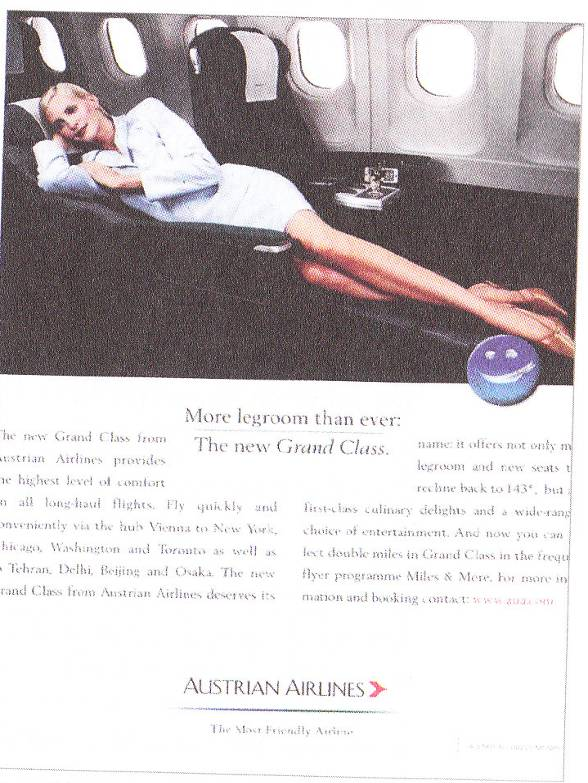 More legroom than ever:
The new Grand Class.
The new Grand Class from
Austrian Airlines provides
he highest level of comfort
n all long-haul flights. Fly quickly and
onveniently via the hub Vienna to New York,
hicago, Washington and Toronto as well as
Tehran, Delhi, Beijing and Osaka. The new
rand Class from Austrian Airlines deserves its
name: it offers not only m
legroom and new seats t
recline back to 143°, but
first-class culinary delights and a wide-rang
choice of entertainment. And now you can
lect double miles in Grand Class in the frequ
flyer programme Miles & More. For more in
mation and booking contact: www.aua.com
AUSTRIAN AIRLINES
The Most Friendly Airline